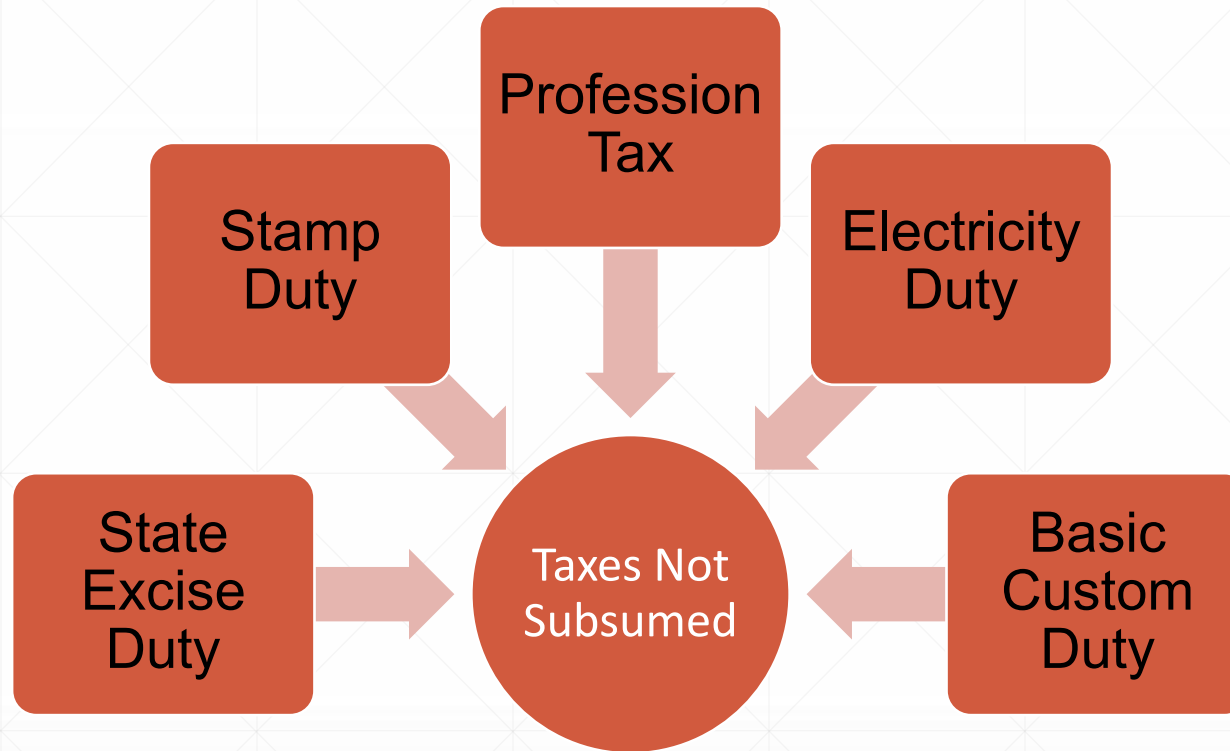 Profession
Tax
Stamp
Duty
Electricity
Duty
State
Excise
Duty
Taxes Not
Subsumed
Basic
Custom
Duty